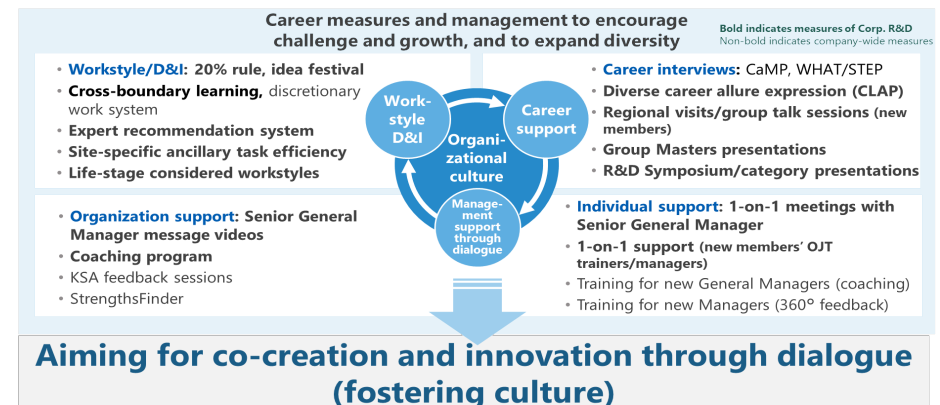 Career measures and management to encourage
challenge and growth, and to expand diversity
Bold indicates measures of Corp. R&D
Non-bold indicates company-wide measures
• Workstyle/D&I: 20% rule, idea festival
• Cross-boundary learning, discretionary
work system
• Expert recommendation system
• Site-specific ancillary task efficiency
• Life-stage considered workstyles
Work-
style
D&I
Career
support
Organi-
zational
culture
Manage-
ment
support
through
dialogue
• Career interviews: CaMP, WHAT/STEP
• Diverse career allure expression (CLAP)
• Regional visits/group talk sessions (new
members)
• Group Masters presentations
• R&D Symposium/category presentations
• Organization support: Senior General
Manager message videos
• Coaching program
• KSA feedback sessions
• StrengthsFinder
• Individual support: 1-on-1 meetings with
Senior General Manager
• 1-on-1 support (new members’ OJT
trainers/managers)
• Training for new General Managers (coaching)
• Training for new Managers (360° feedback)
Aiming for co-creation and innovation through dialogue
(fostering culture)